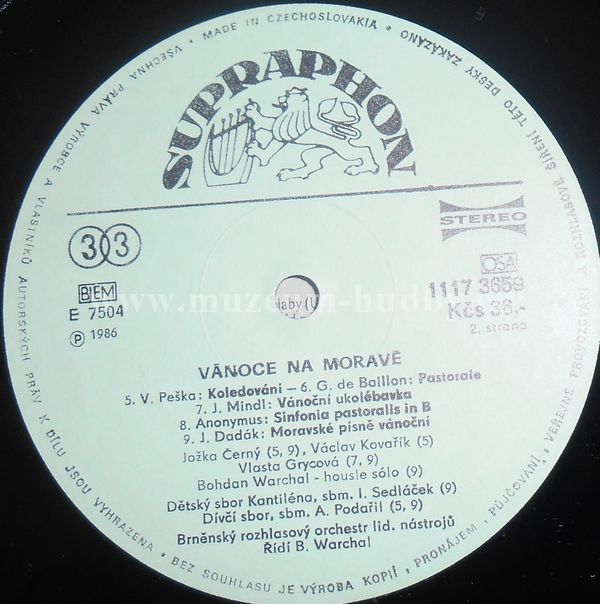 VŠECHNA PRÁVA VÝROBCE A VLASTNÍKŮ AUTORSKÝCH PRÁV K DÍLU JSOU VYHRAZENA • BEZ SOUHLASU JE VÝROBA KOPIÍ, PRONÁJEM, PŮJČOVÁNÍ, VEŘEJNÉ PROVOZOVÁNÍ A ROZHLASOVÉ ŠÍŘENÍ TÉTO DESKY ZAKÁZÁNO • MADE IN CZECHOSLOVAKIA •
SUPRAPHON
33
STEREO
BIEM
OSA
E 7504
1117 3659
Kčs 36,-
Ⓟ 1986
2. strana
www.muzeum-hudby
laby (U
VÁNOCE NA MORAVĚ
5. V. Peška: Koledování – 6. G. de Baillon: Pastorale
7. J. Mindl: Vánoční ukolébavka
8. Anonymus: Sinfonia pastoralis in B
9. J. Dadák: Moravské písně vánoční
Jožka Černý (5, 9), Václav Kovařík (5)
Vlasta Grycová (7, 9)
Bohdan Warchal - housle sólo (9)
Dětský sbor Kantiléna, sbm. I. Sedláček (9)
Dívčí sbor, sbm. A. Podařil (5, 9)
Brněnský rozhlasový orchestr lid. nástrojů
Řídí B. Warchal